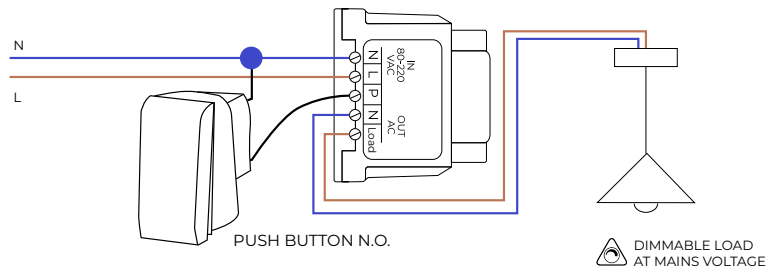 N
L
IN
80-220
VAC
N
L
P
N
Load
OUT
AC
PUSH BUTTON N.O.
DIMMABLE LOAD
AT MAINS VOLTAGE